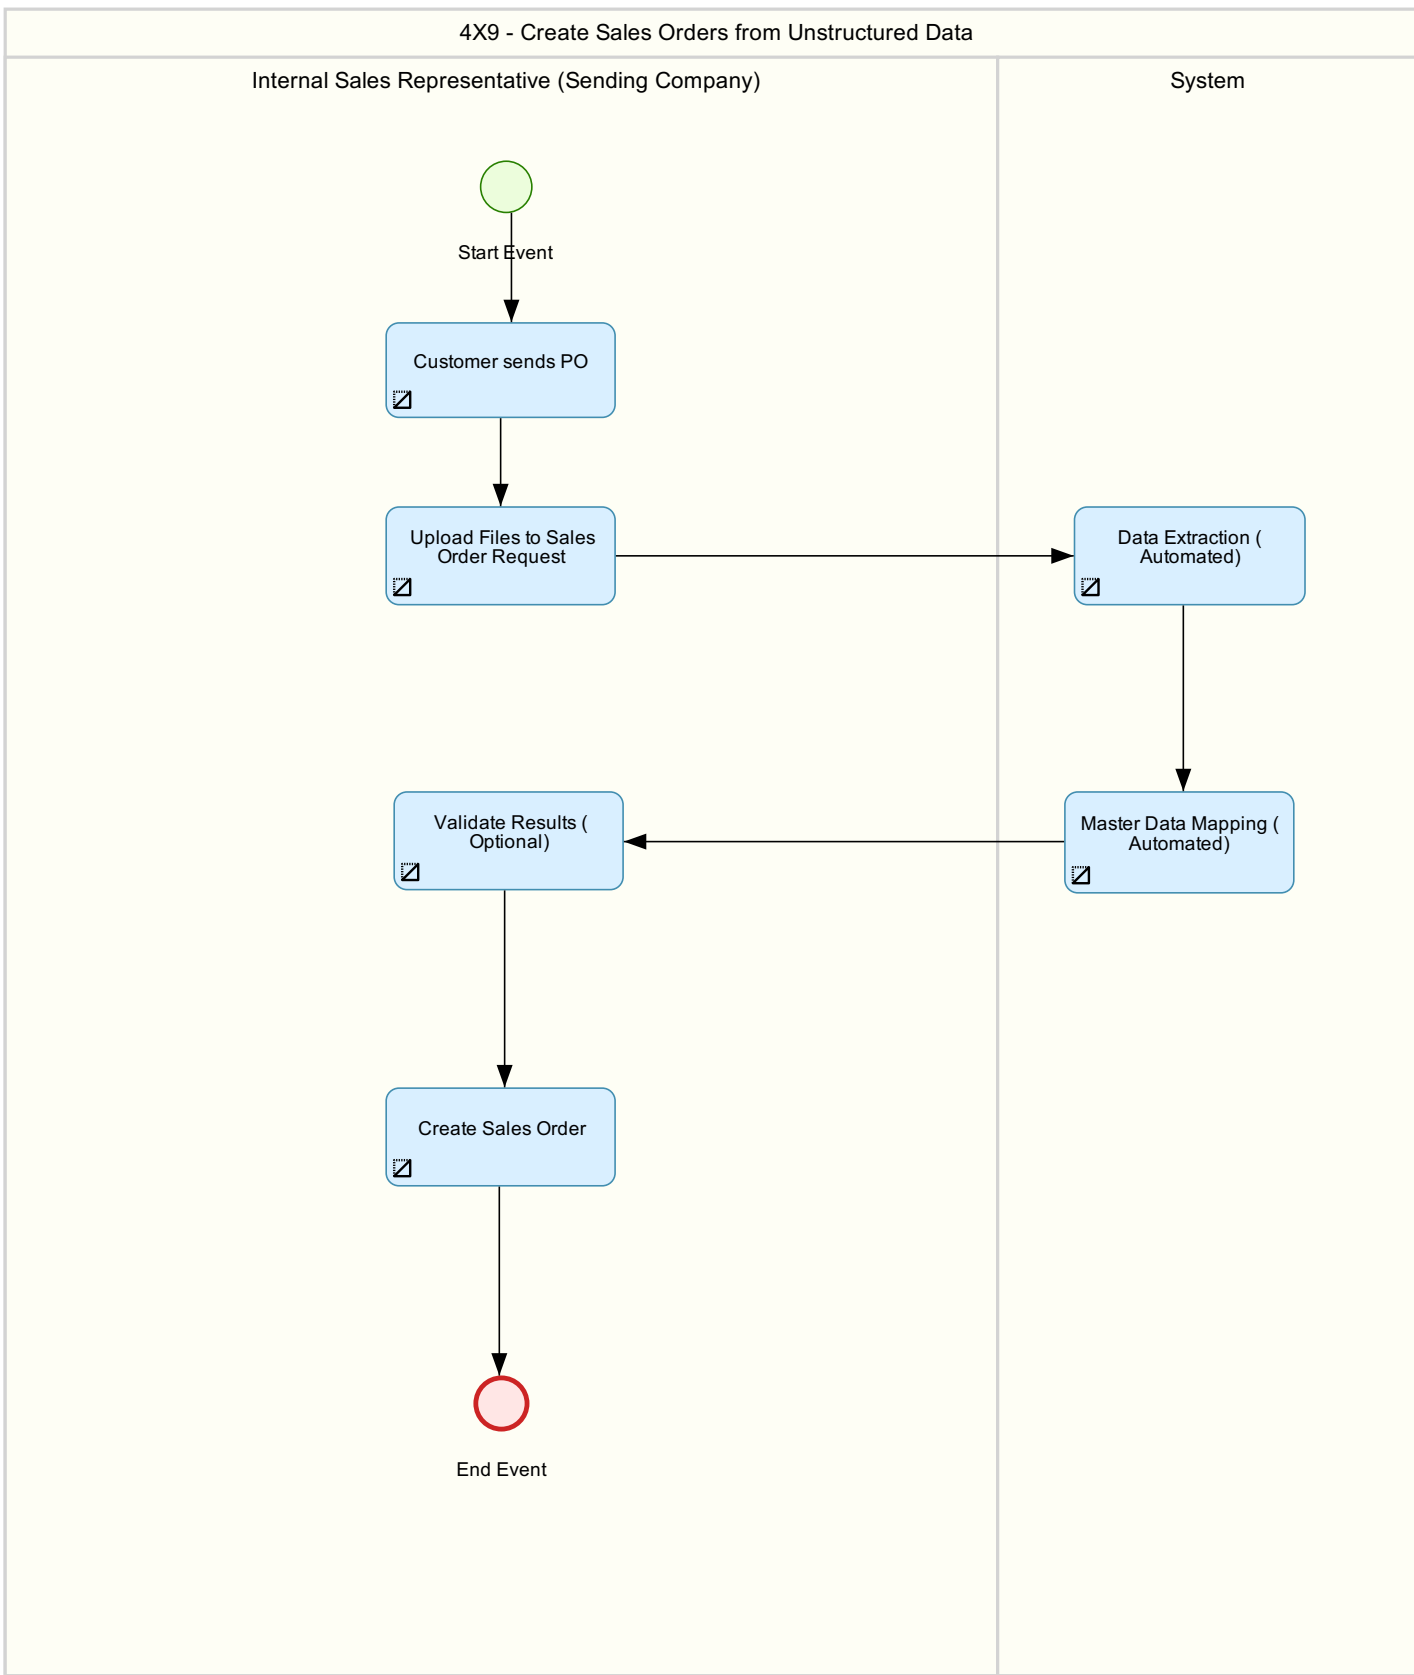 4X9 - Create Sales Orders from Unstructured Data
Internal Sales Representative (Sending Company)
System
Start Event
Customer sends PO
Upload Files to Sales
Order Request
Data Extraction (
Automated)
Validate Results (
Optional)
Master Data Mapping (
Automated)
Create Sales Order
End Event